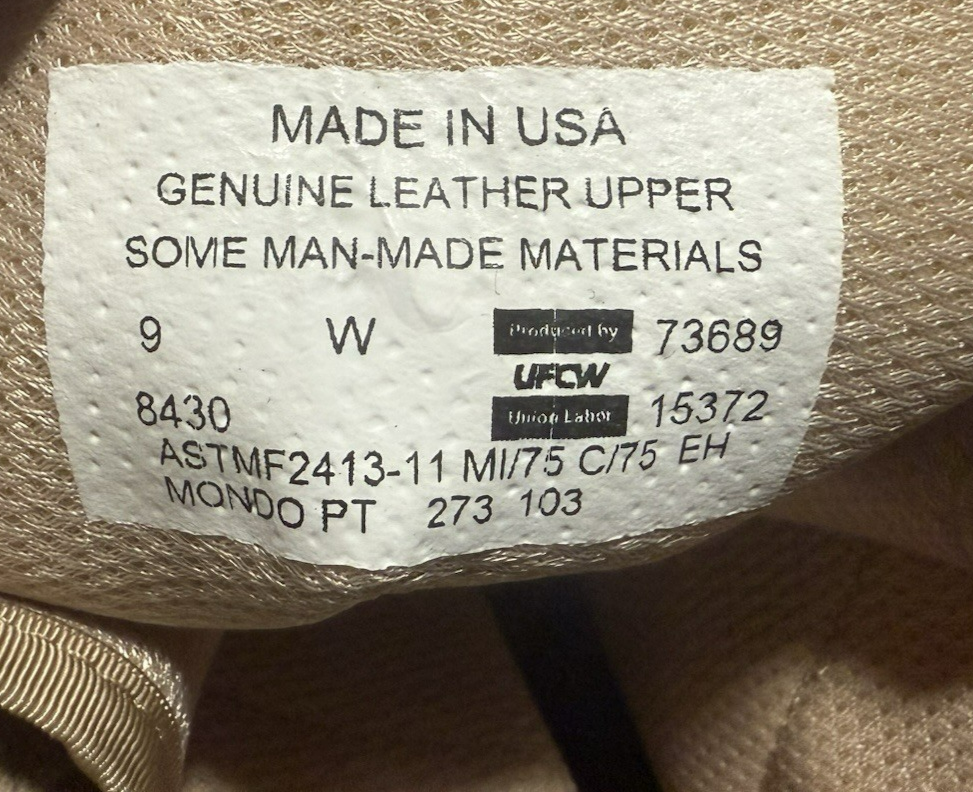 MADE IN USA
GENUINE LEATHER UPPER
SOME MAN-MADE MATERIALS
9 W Produced by 73689
UFCW
8430 Union Labor 15372
ASTMF2413-11 MI/75 C/75 EH
MONDO PT 273 103